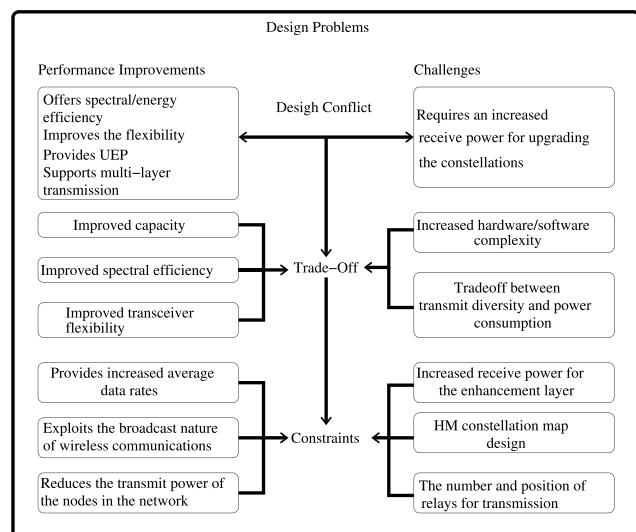 Design Problems
Performance Improvements
Challenges
Offers spectral/energy
efficiency
Improves the flexibility
Provides UEP
Supports multi−layer
transmission
Desigh Conflict
Requires an increased
receive power for upgrading
the constellations
Improved capacity
Improved spectral efficiency
Improved transceiver
flexibility
Trade−Off
Increased hardware/software
complexity
Tradeoff between
transmit diversity and power
consumption
Provides increased average
data rates
Exploits the broadcast nature
of wireless communications
Reduces the transmit power of
the nodes in the network
Constraints
Increased receive power for
the enhancement layer
HM constellation map
design
The number and position of
relays for transmission